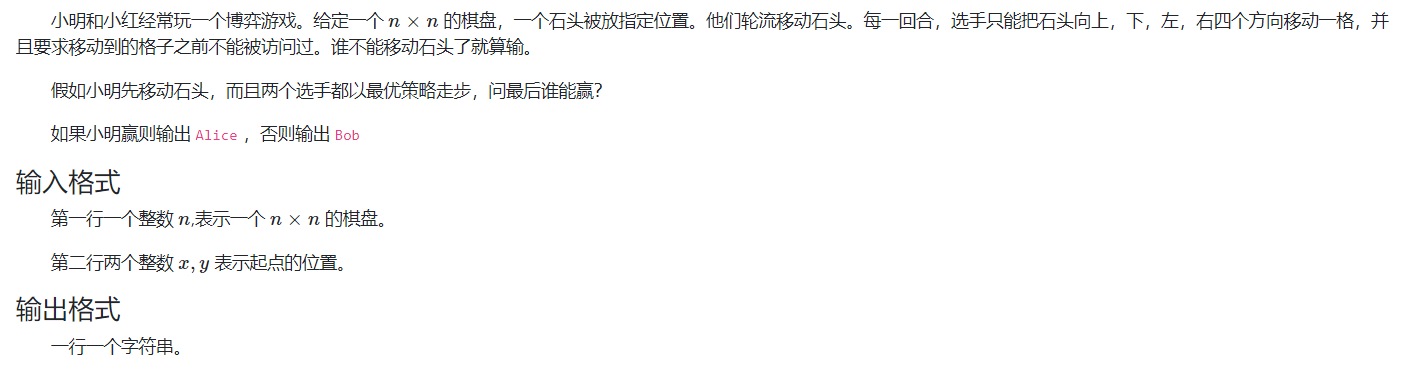 小明和小红经常玩一个博弈游戏。给定一个 n × n 的棋盘，一个石头被放指定位置。他们轮流移动石头。每一回合，选手只能把石头向上，下，左，右四个方向移动一格，并
且要求移动到的格子之前不能被访问过。谁不能移动石头了就算输。
假如小明先移动石头，而且两个选手都以最优策略走步，问最后谁能赢？
如果小明赢则输出 Alice ，否则输出 Bob
输入格式
第一行一个整数 n,表示一个 n × n 的棋盘。
第二行两个整数 x, y 表示起点的位置。
输出格式
一行一个字符串。